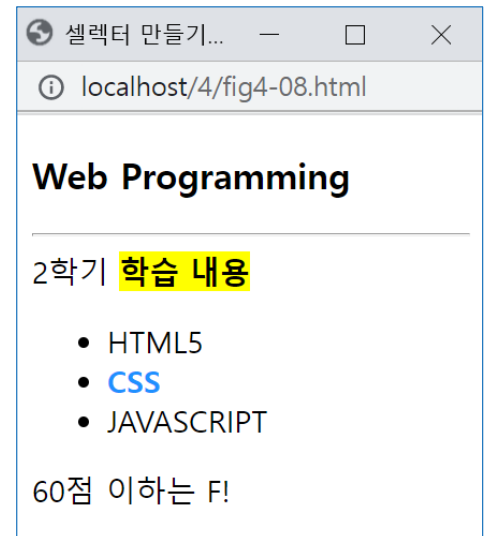 셀렉터 만들기...
localhost/4/fig4-08.html
Web Programming
2학기 학습 내용
HTML5
CSS
JAVASCRIPT
60점 이하는 F!